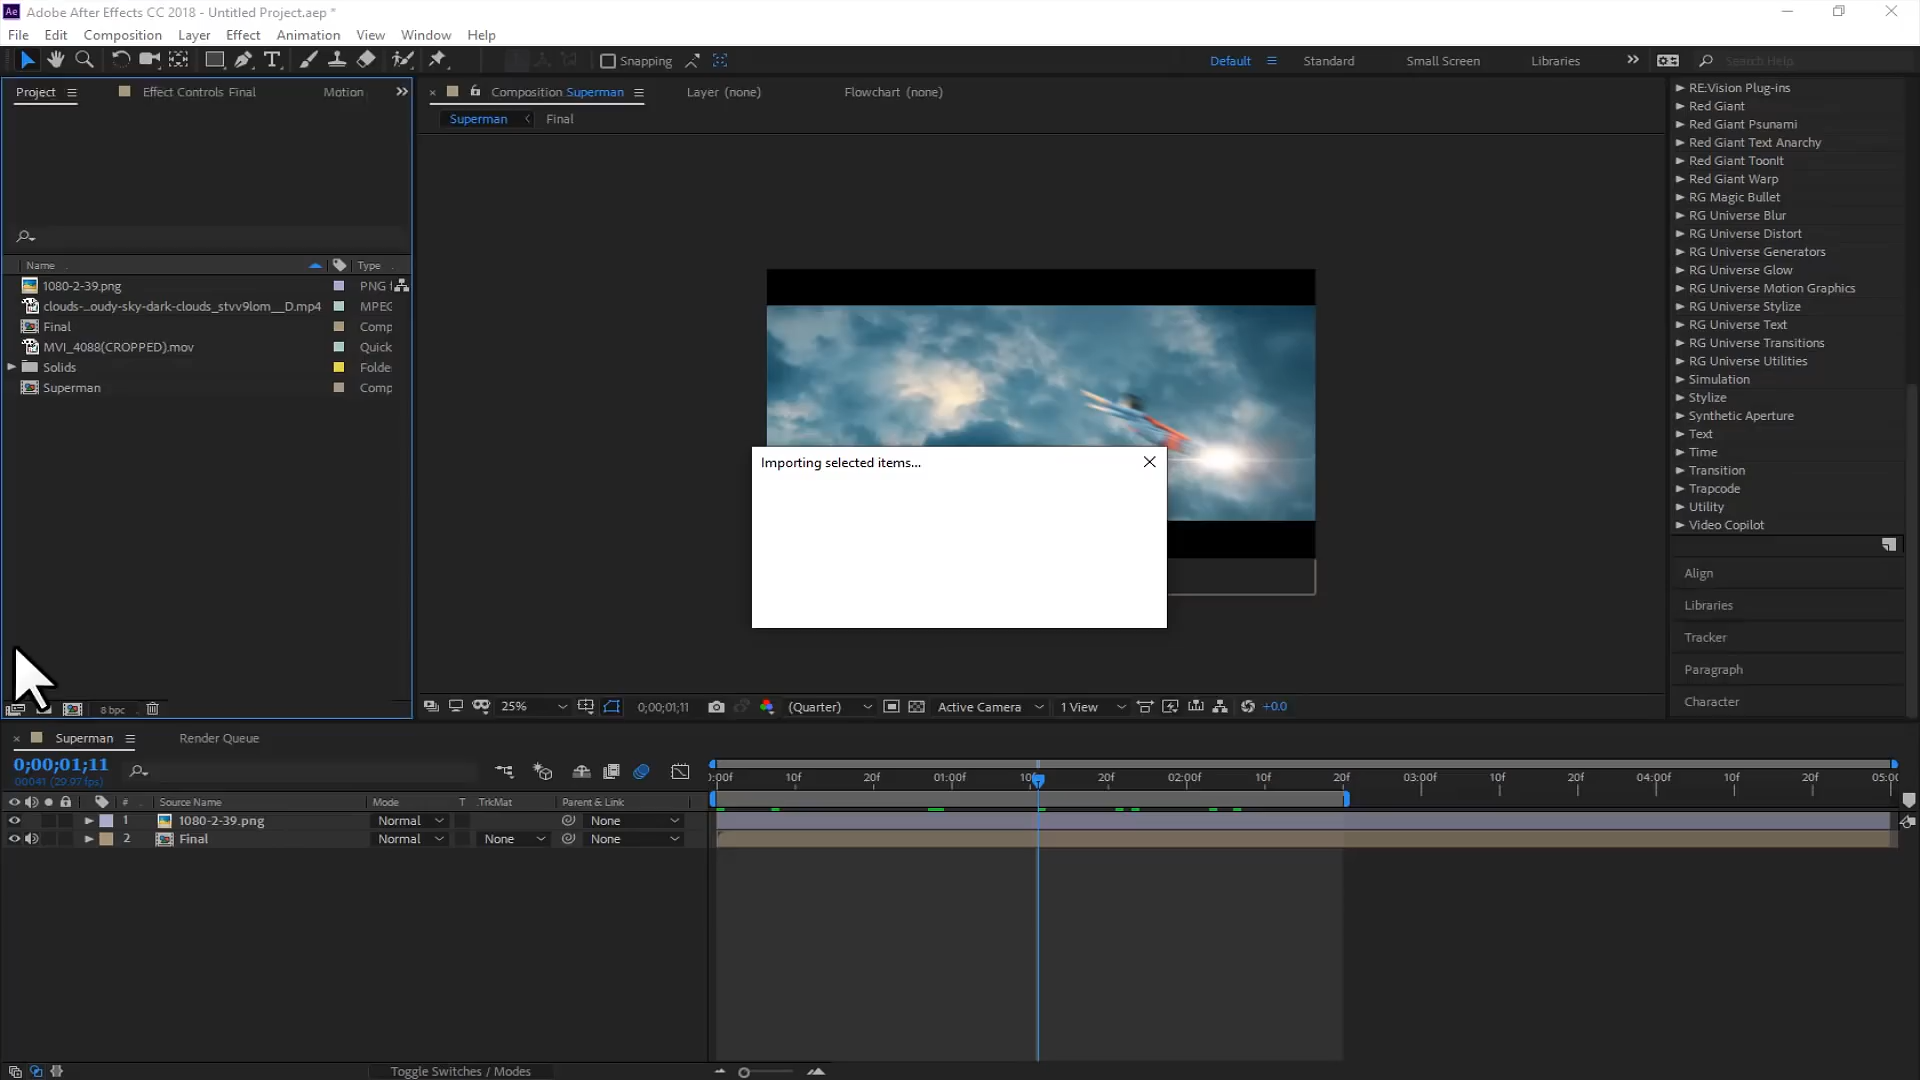 Ae Adobe After Effects CC 2018 - Untitled Project.aep *
File Edit Composition Layer Effect Animation View Window Help
Snapping
Default Standard Small Screen Libraries Search Help
Project Effect Controls Final Motion
Composition Superman Layer (none) Flowchart (none)
Superman Final
Name Type
1080-2-39.png PNG f
clouds-_oudy-sky-dark-clouds_stvv9lom__D.mp4 MPEG
Final Comp
MVI_4088(CROPPED).mov Quick
Solids Folde
Superman Comp
8 bpc
Importing selected items...
25% 0;00;01;11 (Quarter) Active Camera 1 View +0.0
RE:Vision Plug-ins
Red Giant
Red Giant Psunami
Red Giant Text Anarchy
Red Giant ToonIt
Red Giant Warp
RG Magic Bullet
RG Universe Blur
RG Universe Distort
RG Universe Generators
RG Universe Glow
RG Universe Motion Graphics
RG Universe Stylize
RG Universe Text
RG Universe Transitions
RG Universe Utilities
Simulation
Stylize
Synthetic Aperture
Text
Time
Transition
Trapcode
Utility
Video Copilot
Align
Libraries
Tracker
Paragraph
Character
Superman Render Queue
0;00;01;11
00041 (29.97 fps)
):00f 10f 20f 01:00f 10f 20f 02:00f 10f 20f 03:00f 10f 20f 04:00f 10f 20f 05:00
# Source Name Mode T .TrkMat Parent & Link
1 1080-2-39.png Normal None
2 Final Normal None None
Toggle Switches / Modes